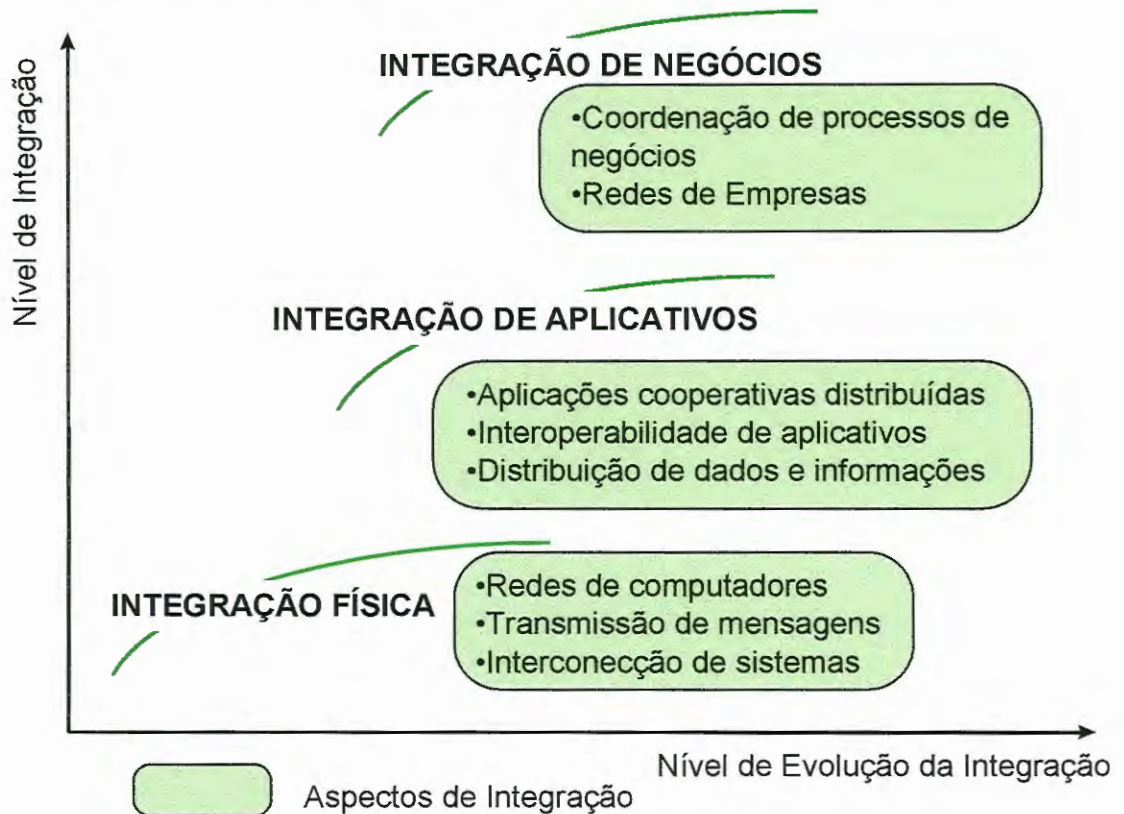 Nível de Integração
INTEGRAÇÃO DE NEGÓCIOS
•Coordenação de processos de
negócios
•Redes de Empresas
INTEGRAÇÃO DE APLICATIVOS
•Aplicações cooperativas distribuídas
•Interoperabilidade de aplicativos
•Distribuição de dados e informações
INTEGRAÇÃO FÍSICA
•Redes de computadores
•Transmissão de mensagens
•Interconecção de sistemas
Nível de Evolução da Integração
Aspectos de Integração